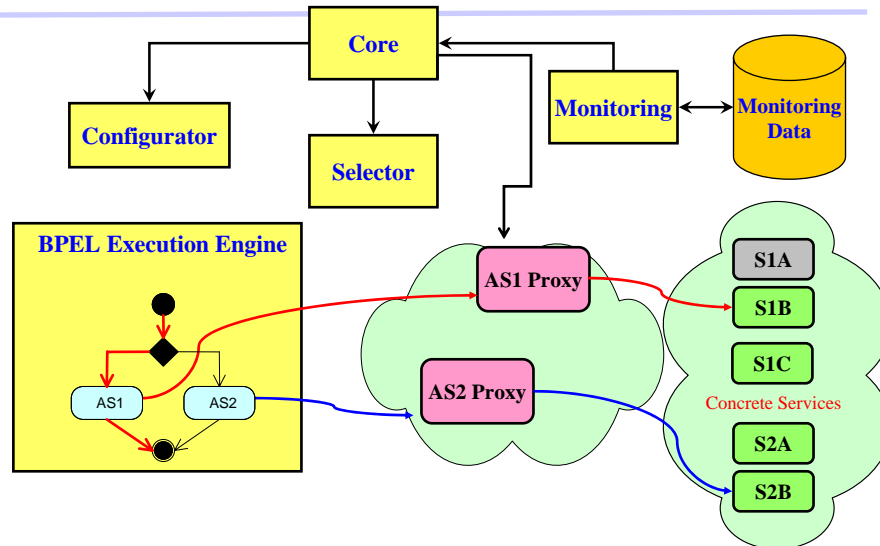 Core
Configurator
Selector
Monitoring
Monitoring
Data
BPEL Execution Engine
AS1
AS2
AS1 Proxy
AS2 Proxy
S1A
S1B
S1C
Concrete Services
S2A
S2B